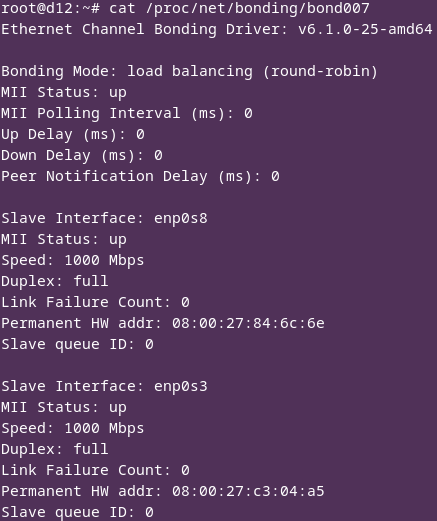 root@d12:~# cat /proc/net/bonding/bond007
Ethernet Channel Bonding Driver: v6.1.0-25-amd64
Bonding Mode: load balancing (round-robin)
MII Status: up
MII Polling Interval (ms): 0
Up Delay (ms): 0
Down Delay (ms): 0
Peer Notification Delay (ms): 0
Slave Interface: enp0s8
MII Status: up
Speed: 1000 Mbps
Duplex: full
Link Failure Count: 0
Permanent HW addr: 08:00:27:84:6c:6e
Slave queue ID: 0
Slave Interface: enp0s3
MII Status: up
Speed: 1000 Mbps
Duplex: full
Link Failure Count: 0
Permanent HW addr: 08:00:27:c3:04:a5
Slave queue ID: 0